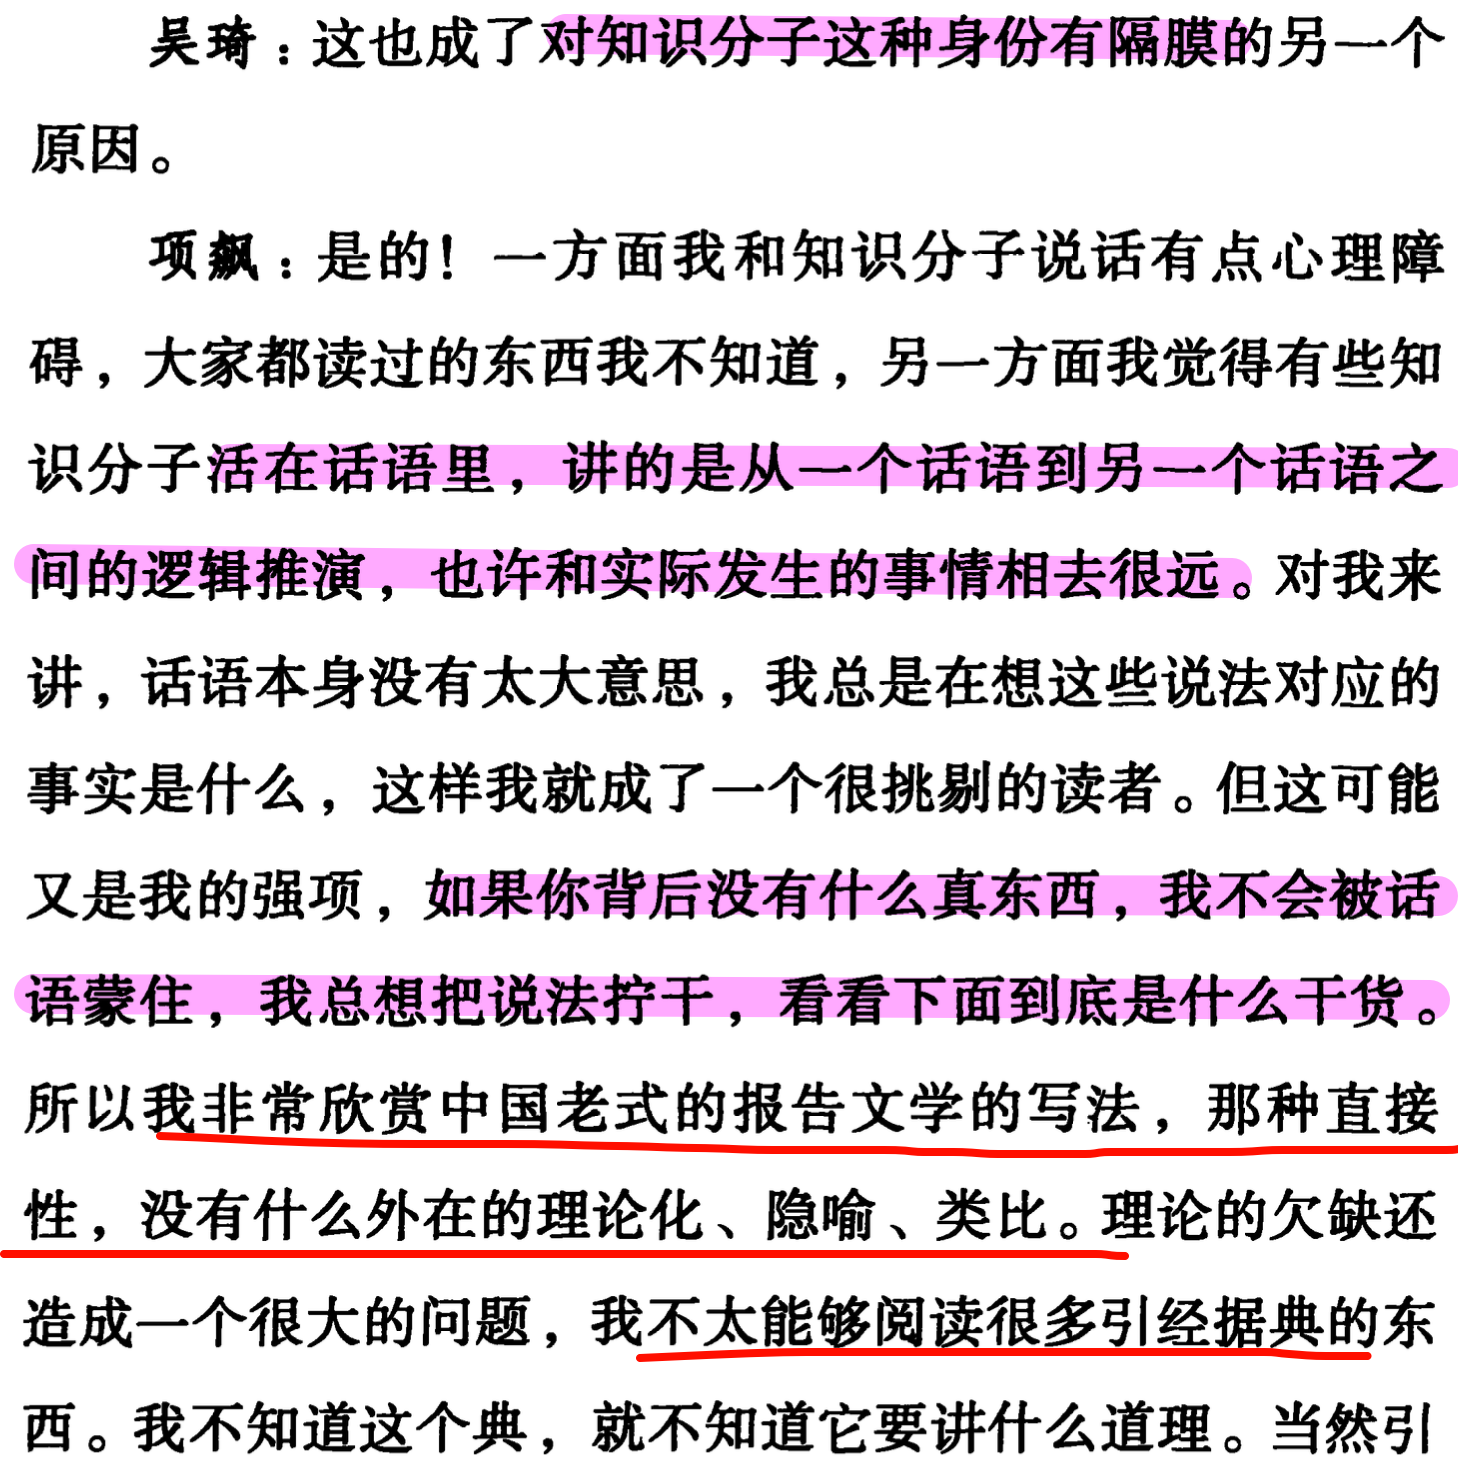 吴琦：这也成了对知识分子这种身份有隔膜的另一个
原因。
项飙：是的！一方面我和知识分子说话有点心理障
碍，大家都读过的东西我不知道，另一方面我觉得有些知
识分子活在话语里，讲的是从一个话语到另一个话语之
间的逻辑推演，也许和实际发生的事情相去很远。对我来
讲，话语本身没有太大意思，我总是在想这些说法对应的
事实是什么，这样我就成了一个很挑剔的读者。但这可能
又是我的强项，如果你背后没有什么真东西，我不会被话
语蒙住，我总想把说法拧干，看看下面到底是什么干货。
所以我非常欣赏中国老式的报告文学的写法，那种直接
性，没有什么外在的理论化、隐喻、类比。理论的欠缺还
造成一个很大的问题，我不太能够阅读很多引经据典的东
西。我不知道这个典，就不知道它要讲什么道理。当然引